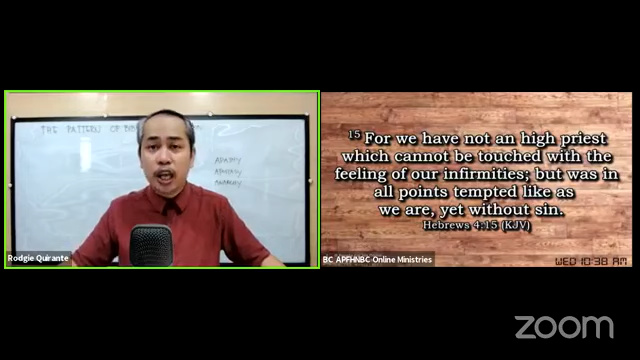 THE PATTERN OF
APATHY
APOSTASY
ANARCHY
Rodgie Quirante
15 For we have not an high priest
which cannot be touched with the
feeling of our infirmities; but was in
all points tempted like as
we are, yet without sin.
Hebrews 4:15 (KJV)
BC APFHNBC Online Ministries
WED 10:38 AM
zoom